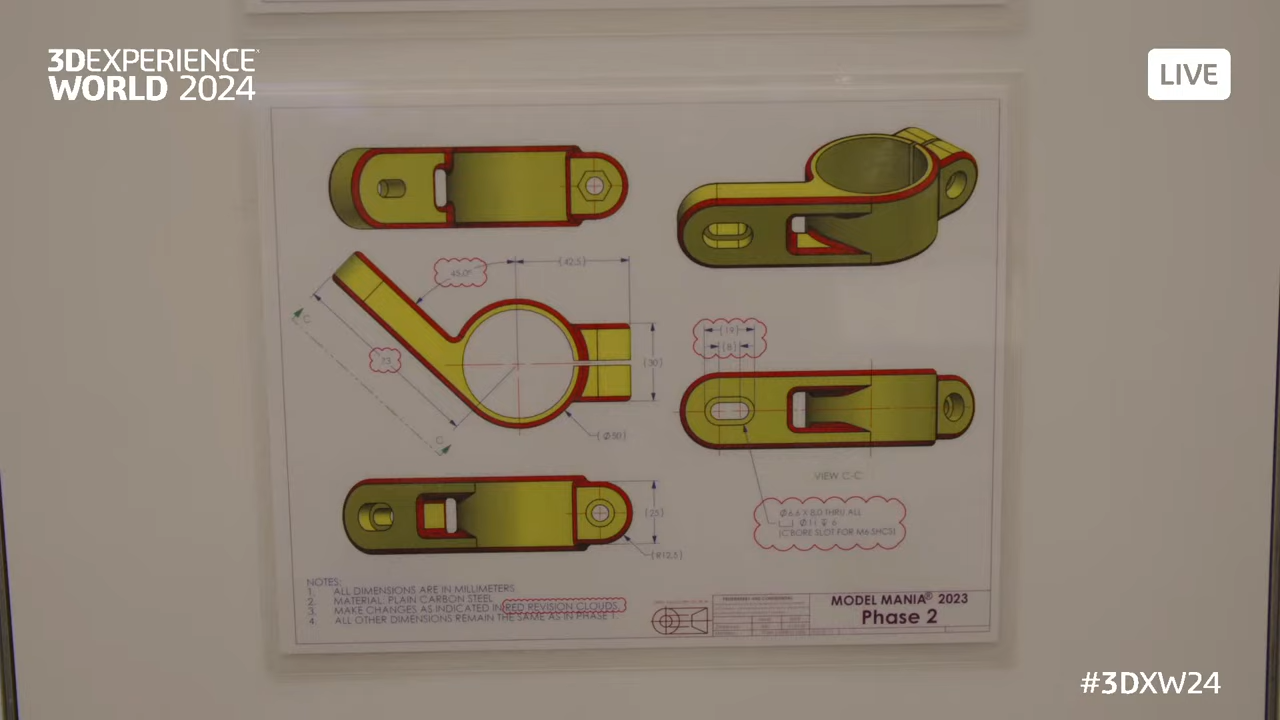 3DEXPERIENCE
WORLD 2024
LIVE
45.0°
(42.5)
C
73
(30)
C
(Ø50)
(19)
(8)
VIEW C-C
(25)
(R12.5)
Ø6.6 X 8.0 THRU ALL
Ø11 ↧ 6
(C'BORE SLOT FOR M6 SHCS)
NOTES:
1. ALL DIMENSIONS ARE IN MILLIMETERS
2. MATERIAL: PLAIN CARBON STEEL
3. MAKE CHANGES AS INDICATED IN RED REVISION CLOUDS.
4. ALL OTHER DIMENSIONS REMAIN THE SAME AS IN PHASE 1.
MODEL MANIA® 2023
Phase 2
#3DXW24